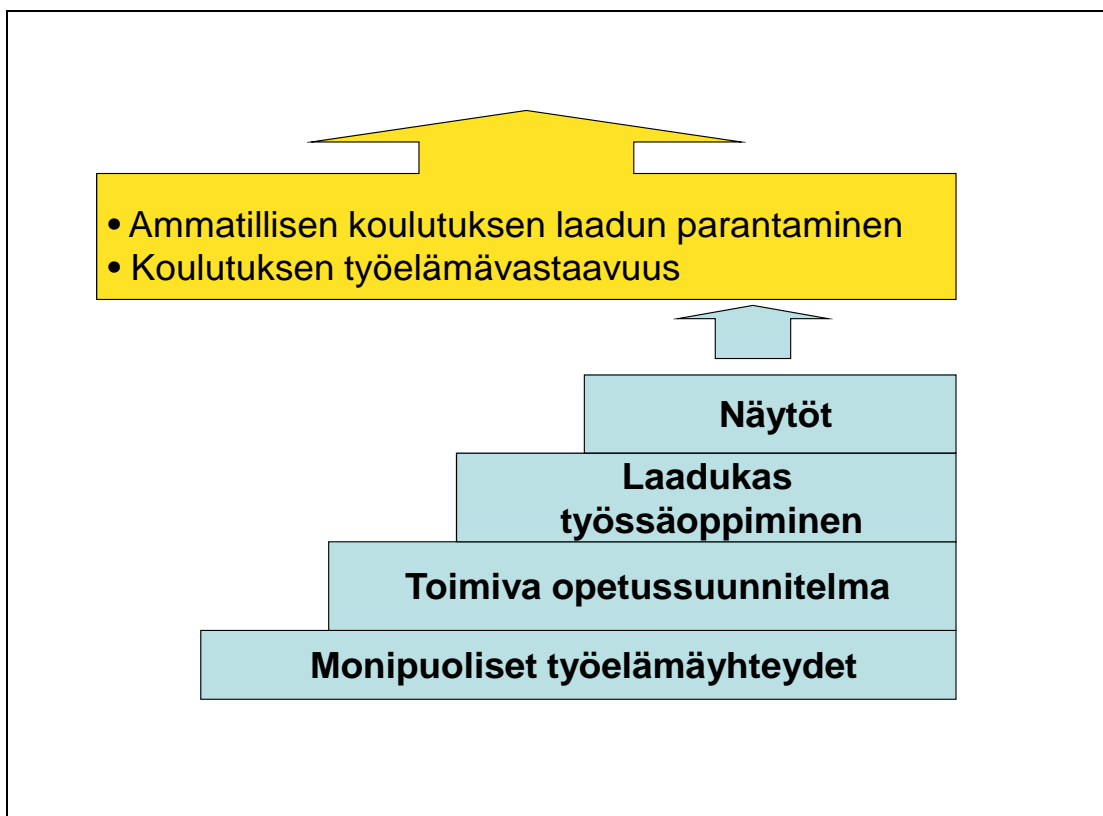 • Ammatillisen koulutuksen laadun parantaminen
• Koulutuksen työelämävastaavuus
Näytöt
Laadukas
työssäoppiminen
Toimiva opetussuunnitelma
Monipuoliset työelämäyhteydet